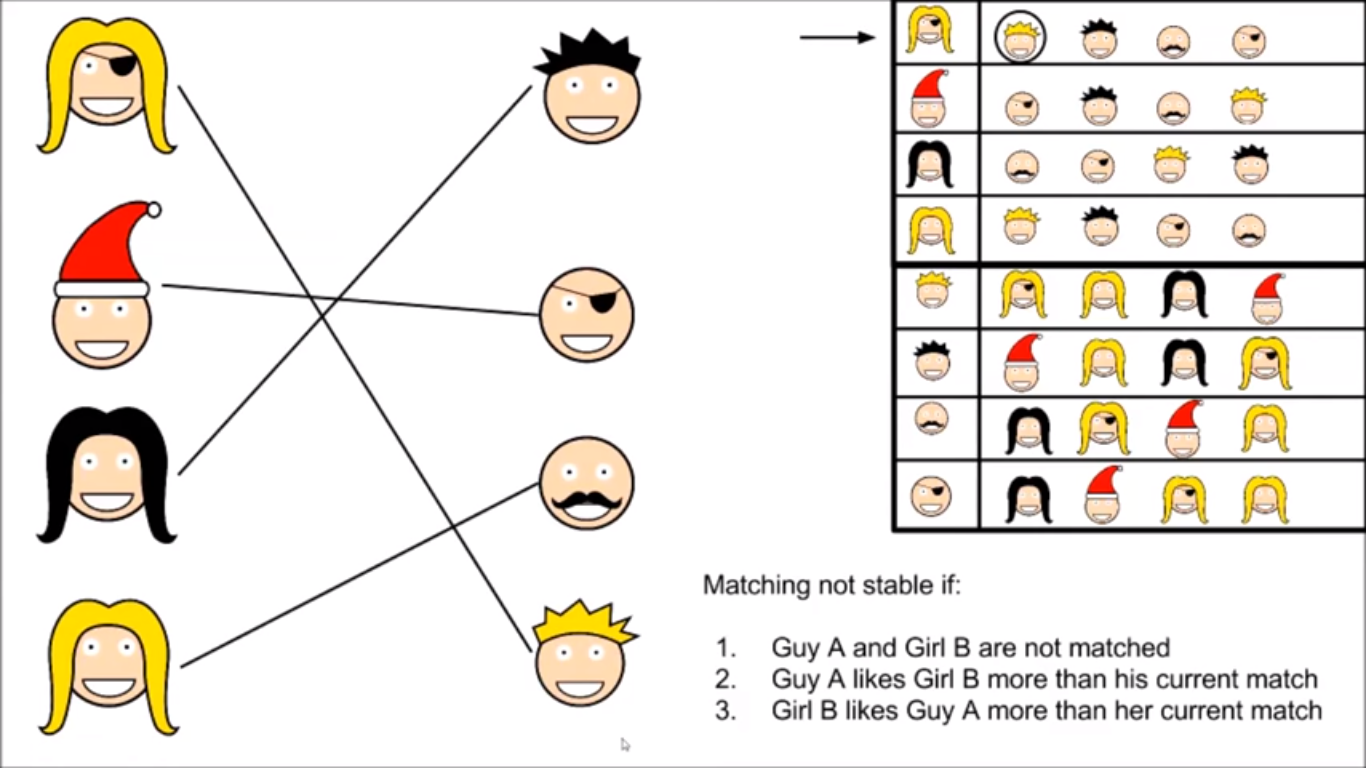 Matching not stable if:
1. Guy A and Girl B are not matched
2. Guy A likes Girl B more than his current match
3. Girl B likes Guy A more than her current match